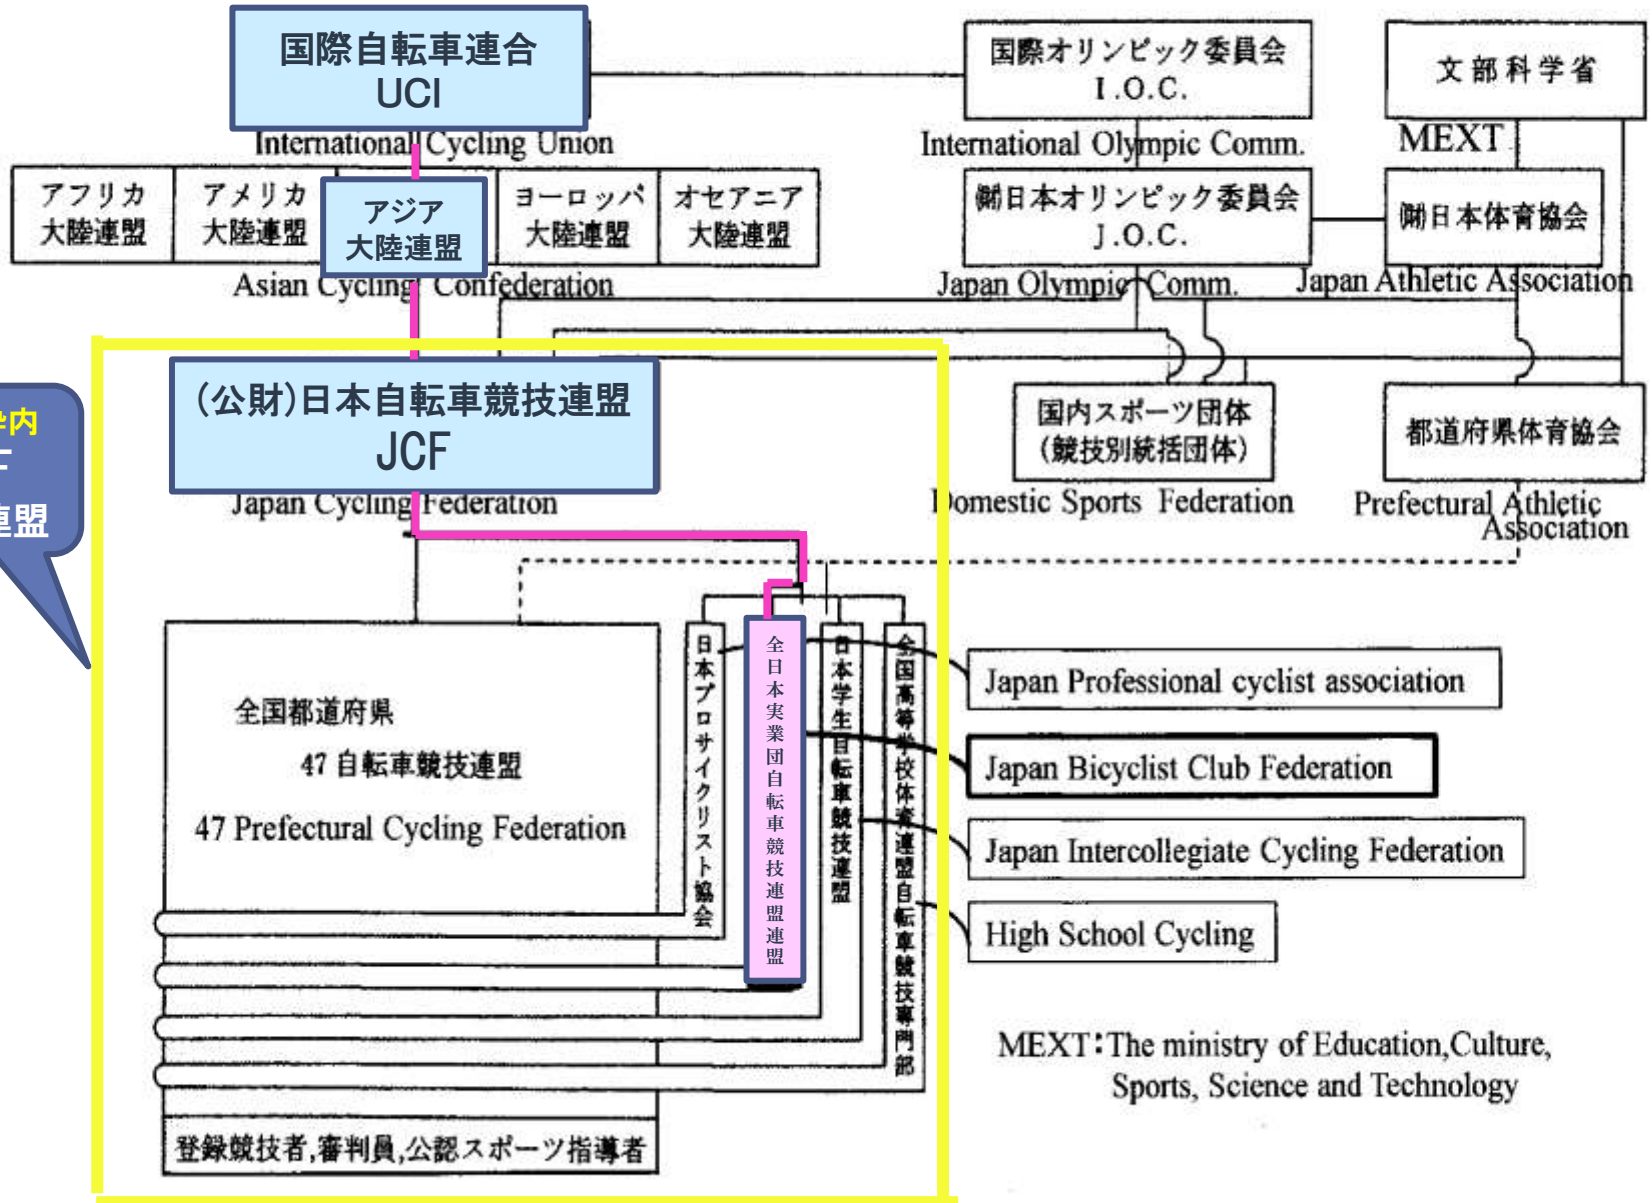 国際自転車連合
UCI
International Cycling Union
国際オリンピック委員会
I.O.C.
International Olympic Comm.
文部科学省
MEXT
アフリカ
大陸連盟
アメリカ
大陸連盟
アジア
大陸連盟
ヨーロッパ
大陸連盟
オセアニア
大陸連盟
Asian Cycling Confederation
㈶日本オリンピック委員会
J.O.C.
Japan Olympic Comm.
㈶日本体育協会
Japan Athletic Association
(公財)日本自転車競技連盟
JCF
Japan Cycling Federation
枠内
連盟
国内スポーツ団体
(競技別統括団体)
Domestic Sports Federation
都道府県体育協会
Prefectural Athletic
Association
全国都道府県
47 自転車競技連盟
47 Prefectural Cycling Federation
日本プロサイクリスト協会
全日本実業団自転車競技連盟連盟
日本学生自転車競技連盟
全国高等学校体育連盟自転車競技専門部
Japan Professional cyclist association
Japan Bicyclist Club Federation
Japan Intercollegiate Cycling Federation
High School Cycling
登録競技者,審判員,公認スポーツ指導者
MEXT:The ministry of Education,Culture,
Sports, Science and Technology